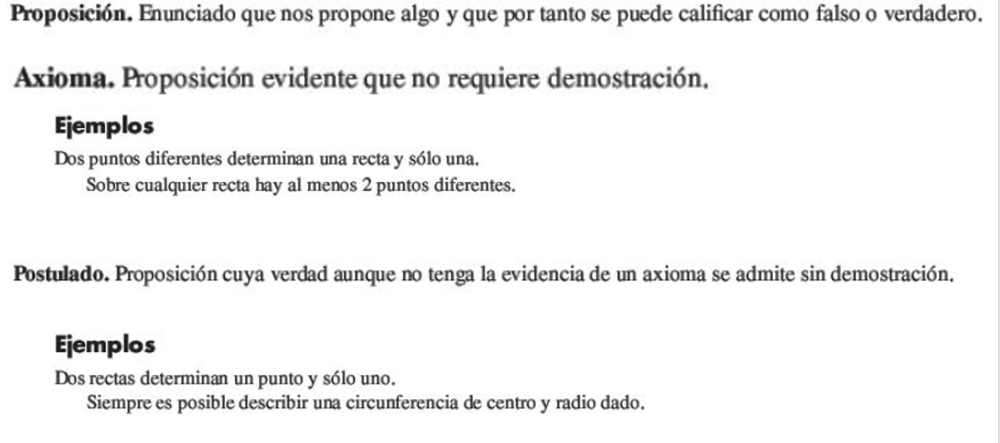 Proposición. Enunciado que nos propone algo y que por tanto se puede calificar como falso o verdadero.
Axioma. Proposición evidente que no requiere demostración.
Ejemplos
Dos puntos diferentes determinan una recta y sólo una.
Sobre cualquier recta hay al menos 2 puntos diferentes.
Postulado. Proposición cuya verdad aunque no tenga la evidencia de un axioma se admite sin demostración.
Ejemplos
Dos rectas determinan un punto y sólo uno.
Siempre es posible describir una circunferencia de centro y radio dado.